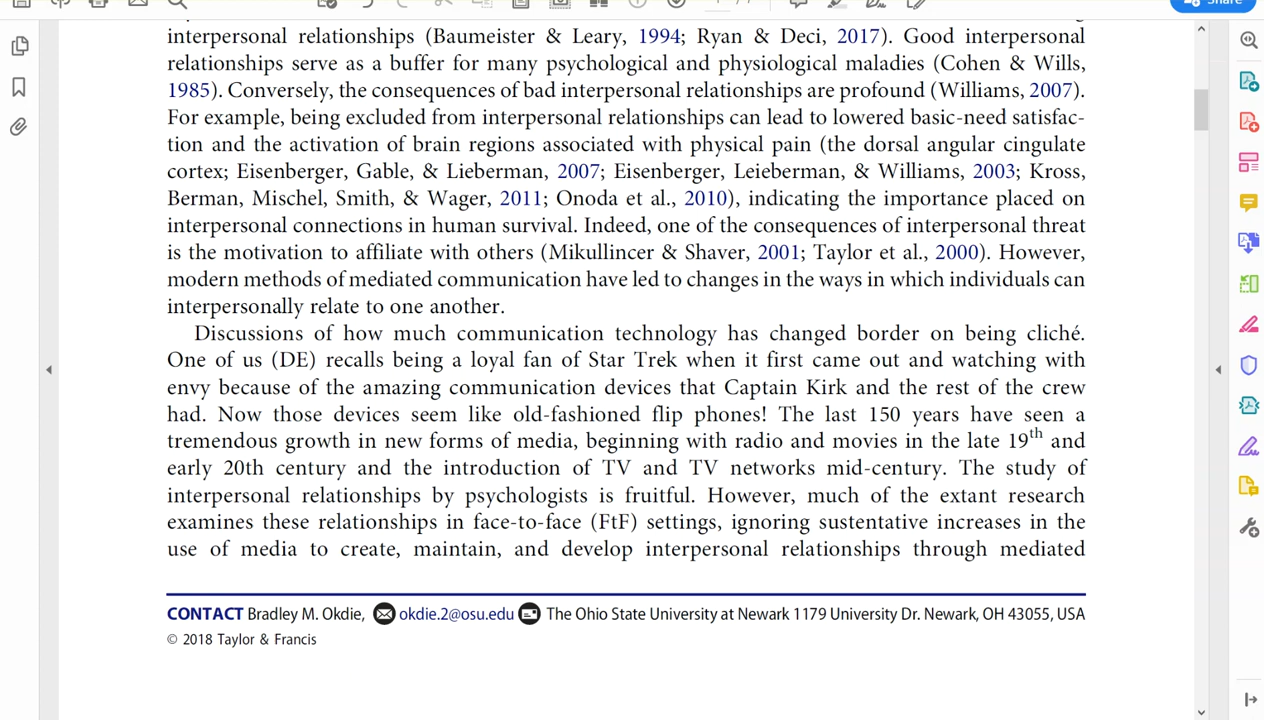 Share
interpersonal relationships (Baumeister & Leary, 1994; Ryan & Deci, 2017). Good interpersonal
relationships serve as a buffer for many psychological and physiological maladies (Cohen & Wills,
1985). Conversely, the consequences of bad interpersonal relationships are profound (Williams, 2007).
For example, being excluded from interpersonal relationships can lead to lowered basic-need satisfac-
tion and the activation of brain regions associated with physical pain (the dorsal angular cingulate
cortex; Eisenberger, Gable, & Lieberman, 2007; Eisenberger, Leieberman, & Williams, 2003; Kross,
Berman, Mischel, Smith, & Wager, 2011; Onoda et al., 2010), indicating the importance placed on
interpersonal connections in human survival. Indeed, one of the consequences of interpersonal threat
is the motivation to affiliate with others (Mikullincer & Shaver, 2001; Taylor et al., 2000). However,
modern methods of mediated communication have led to changes in the ways in which individuals can
interpersonally relate to one another.
Discussions of how much communication technology has changed border on being cliché.
One of us (DE) recalls being a loyal fan of Star Trek when it first came out and watching with
envy because of the amazing communication devices that Captain Kirk and the rest of the crew
had. Now those devices seem like old-fashioned flip phones! The last 150 years have seen a
tremendous growth in new forms of media, beginning with radio and movies in the late 19th and
early 20th century and the introduction of TV and TV networks mid-century. The study of
interpersonal relationships by psychologists is fruitful. However, much of the extant research
examines these relationships in face-to-face (FtF) settings, ignoring sustentative increases in the
use of media to create, maintain, and develop interpersonal relationships through mediated
CONTACT Bradley M. Okdie, okdie.2@osu.edu The Ohio State University at Newark 1179 University Dr. Newark, OH 43055, USA
© 2018 Taylor & Francis